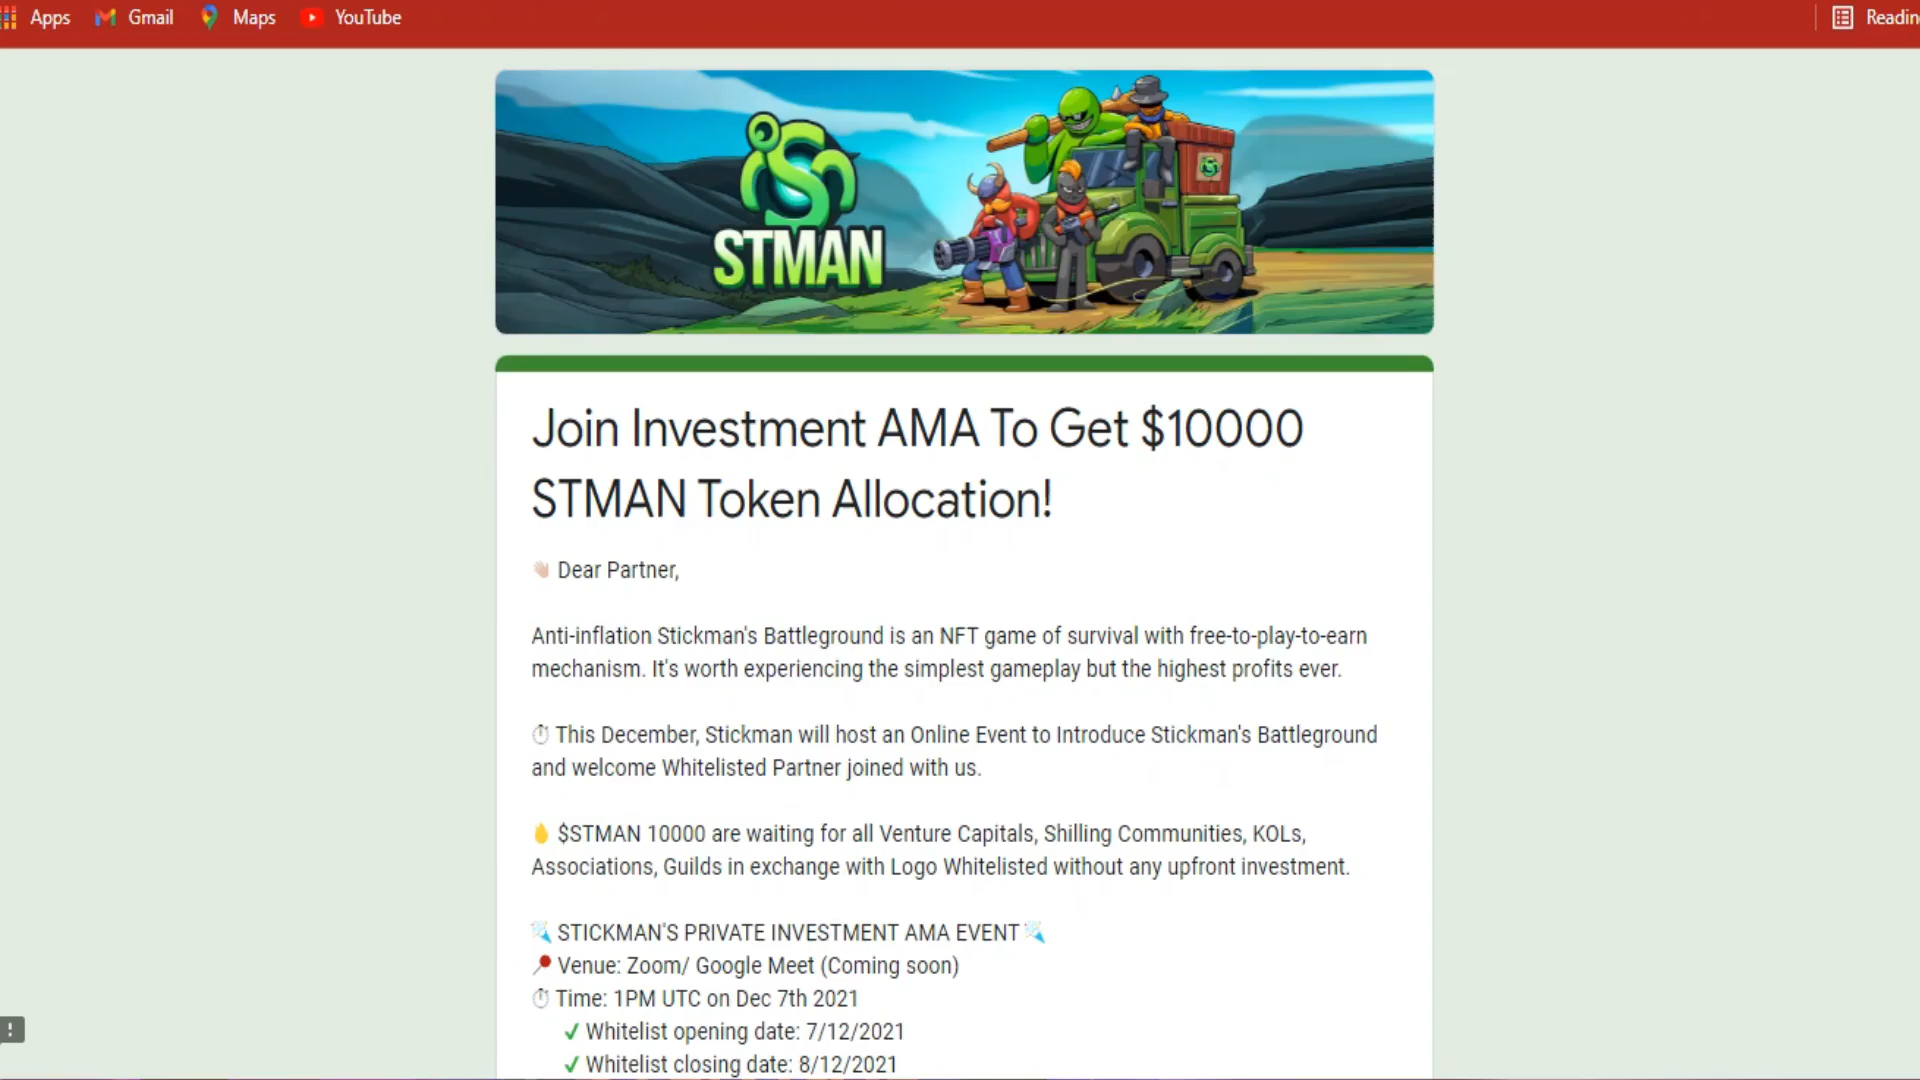 Apps Gmail Maps YouTube
STMAN
Join Investment AMA To Get $10000
STMAN Token Allocation!
👋 Dear Partner,
Anti-inflation Stickman's Battleground is an NFT game of survival with free-to-play-to-earn
mechanism. It's worth experiencing the simplest gameplay but the highest profits ever.
⏱ This December, Stickman will host an Online Event to Introduce Stickman's Battleground
and welcome Whitelisted Partner joined with us.
$STMAN 10000 are waiting for all Venture Capitals, Shilling Communities, KOLs,
Associations, Guilds in exchange with Logo Whitelisted without any upfront investment.
STICKMAN'S PRIVATE INVESTMENT AMA EVENT
📍 Venue: Zoom/ Google Meet (Coming soon)
⏱ Time: 1PM UTC on Dec 7th 2021
✓ Whitelist opening date: 7/12/2021
✓ Whitelist closing date: 8/12/2021